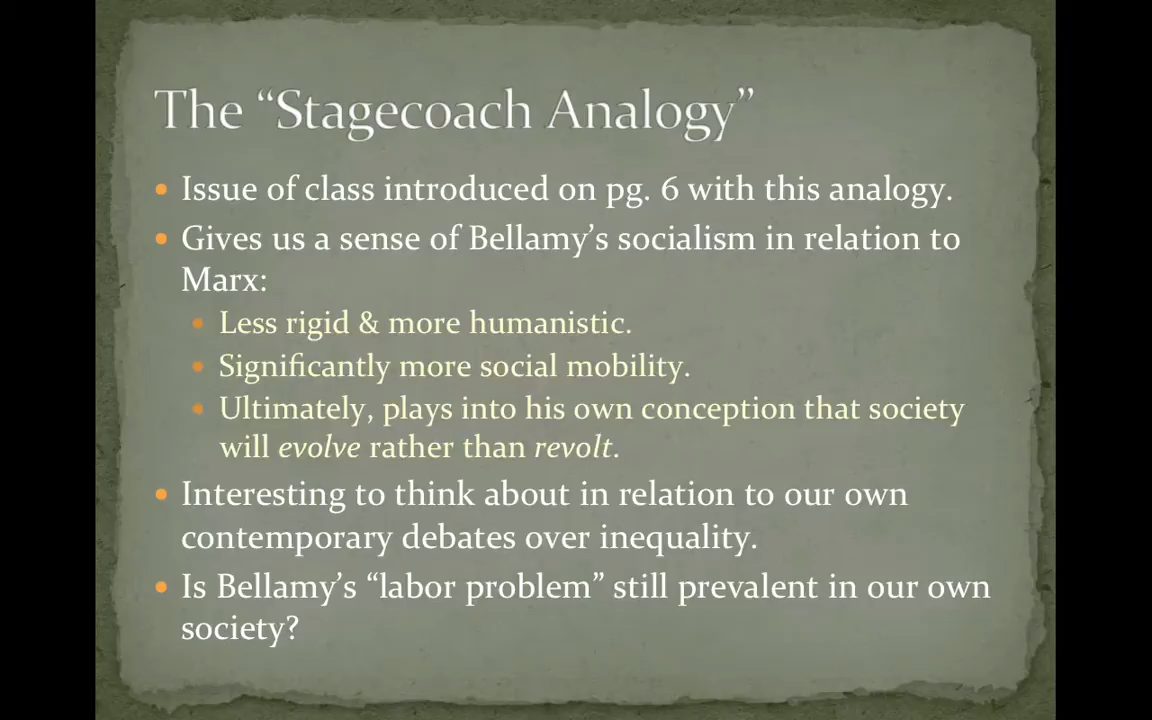 The “Stagecoach Analogy”
• Issue of class introduced on pg. 6 with this analogy.
• Gives us a sense of Bellamy’s socialism in relation to
Marx:
• Less rigid & more humanistic.
• Significantly more social mobility.
• Ultimately, plays into his own conception that society
will evolve rather than revolt.
• Interesting to think about in relation to our own
contemporary debates over inequality.
• Is Bellamy’s “labor problem” still prevalent in our own
society?